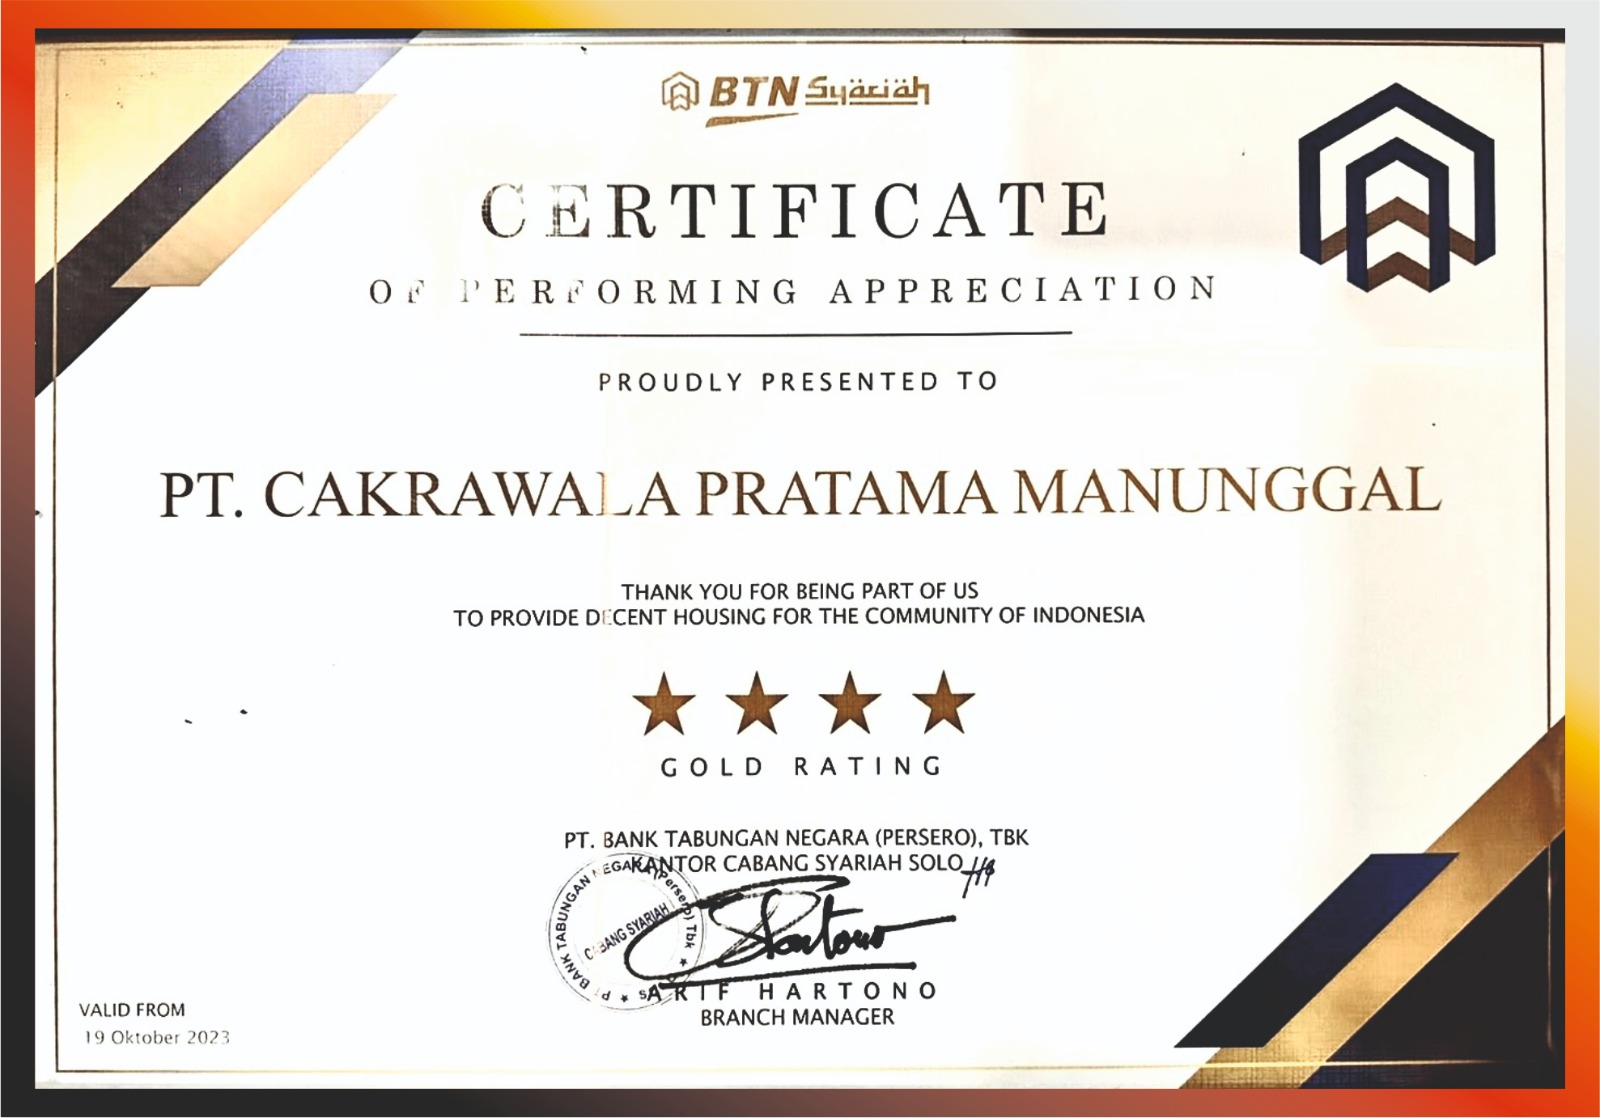 BTN Syariah
CERTIFICATE
OF PERFORMING APPRECIATION
PROUDLY PRESENTED TO
PT. CAKRAWALA PRATAMA MANUNGGAL
THANK YOU FOR BEING PART OF US
TO PROVIDE DECENT HOUSING FOR THE COMMUNITY OF INDONESIA
GOLD RATING
PT. BANK TABUNGAN NEGARA (PERSERO), TBK
KANTOR CABANG SYARIAH SOLO
PT BANK TABUNGAN NEGARA (Persero) Tbk
CABANG SYARIAH
ARIF HARTONO
BRANCH MANAGER
VALID FROM
19 Oktober 2023